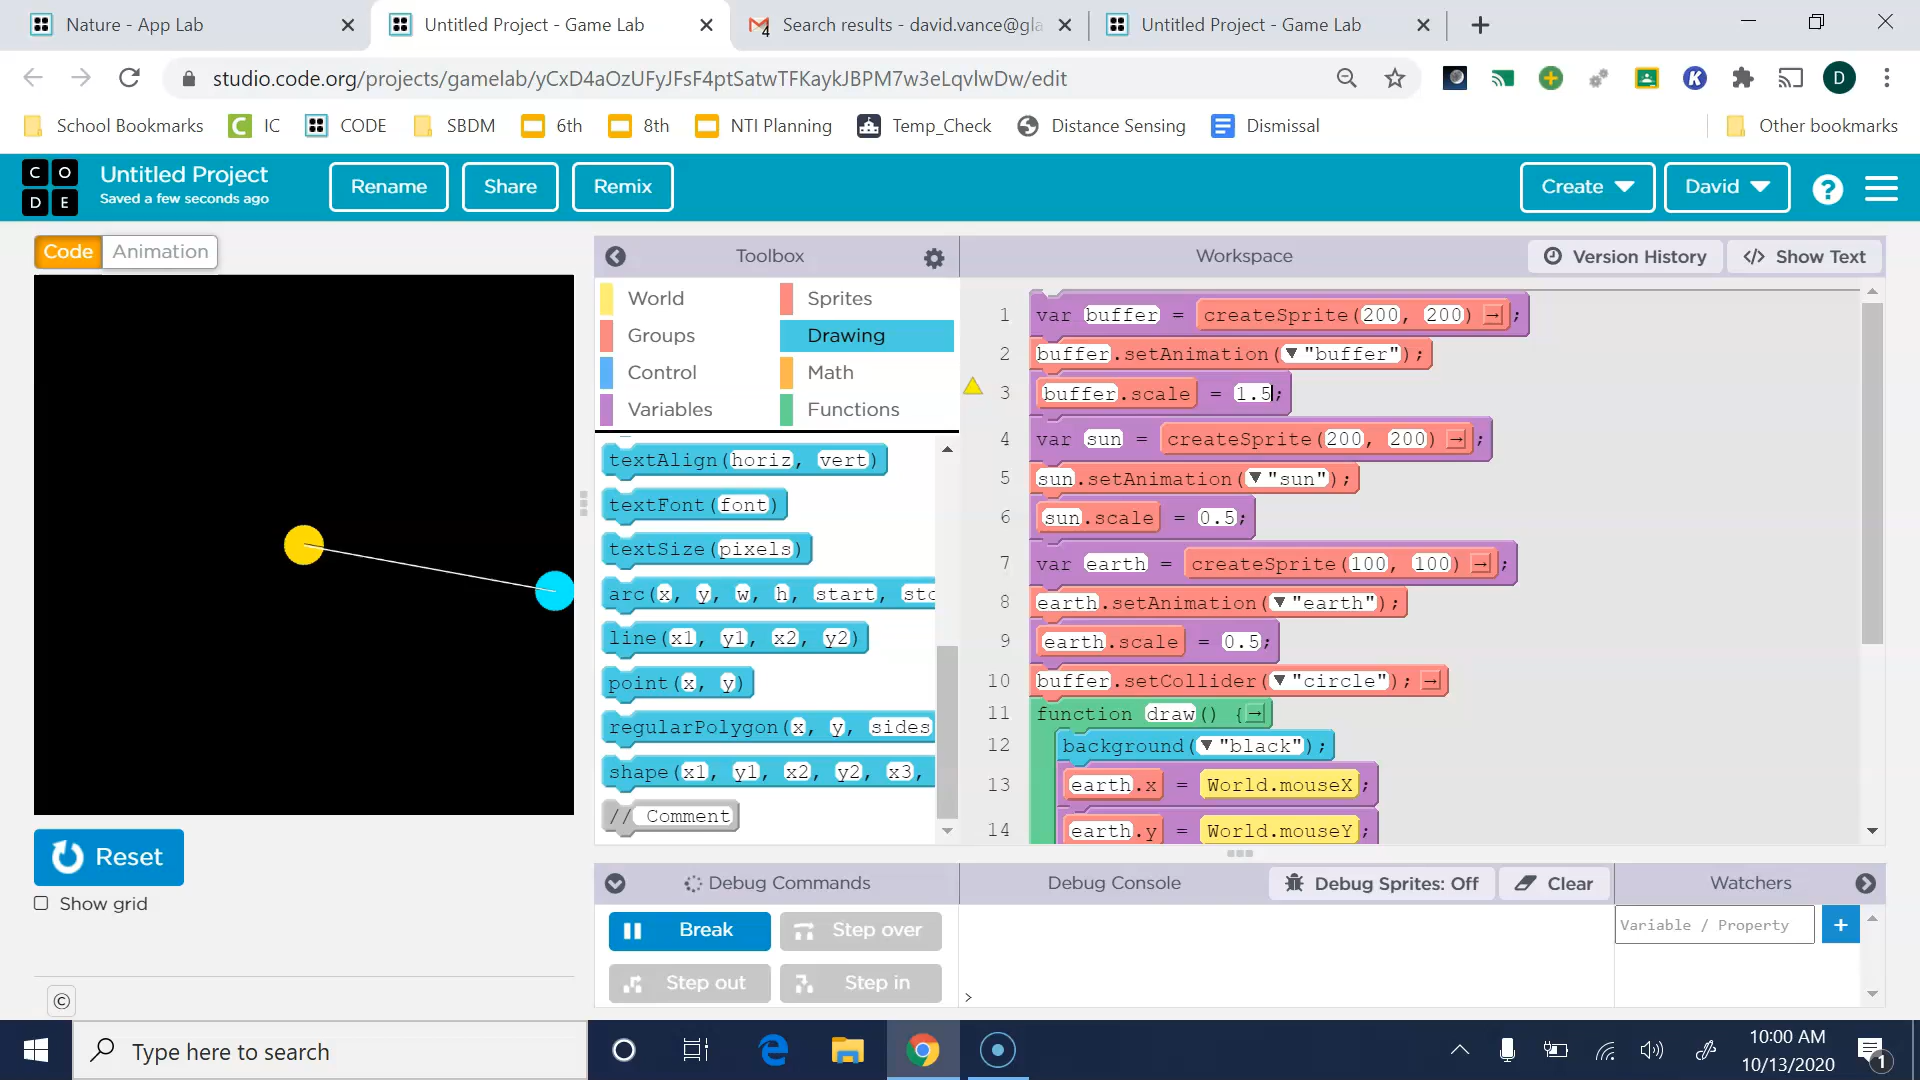 Nature - App Lab
Untitled Project - Game Lab
4
Search results - david.vance@gla
Untitled Project - Game Lab
studio.code.org/projects/gamelab/yCxD4aOzUFyJFsF4ptSatwTFKaykJBPM7w3eLqvlwDw/edit
K
D
School Bookmarks
C IC
CODE
SBDM
6th
8th
NTI Planning
Temp_Check
Distance Sensing
Dismissal
Other bookmarks
C O
D E
Untitled Project
Saved a few seconds ago
Rename
Share
Remix
Create
David
?
Code
Animation
Toolbox
Workspace
Version History
</> Show Text
World
Sprites
Groups
Drawing
Control
Math
Variables
Functions
textAlign(horiz, vert)
textFont(font)
textSize(pixels)
arc(x, y, w, h, start, sto
line(x1, y1, x2, y2)
point(x, y)
regularPolygon(x, y, sides
shape(x1, y1, x2, y2, x3,
// Comment
1 var buffer = createSprite(200, 200) → ;
2 buffer.setAnimation(▼"buffer");
3 buffer.scale = 1.5;
4 var sun = createSprite(200, 200) → ;
5 sun.setAnimation(▼"sun");
6 sun.scale = 0.5;
7 var earth = createSprite(100, 100) → ;
8 earth.setAnimation(▼"earth");
9 earth.scale = 0.5;
10 buffer.setCollider(▼"circle"); →
11 function draw() { →
12 background(▼"black");
13 earth.x = World.mouseX;
14 earth.y = World.mouseY;
Reset
Show grid
©
Debug Commands
Debug Console
Debug Sprites: Off
Clear
Watchers
Break
Step over
Step out
Step in
Variable / Property
+
>
Type here to search
10:00 AM
10/13/2020
1